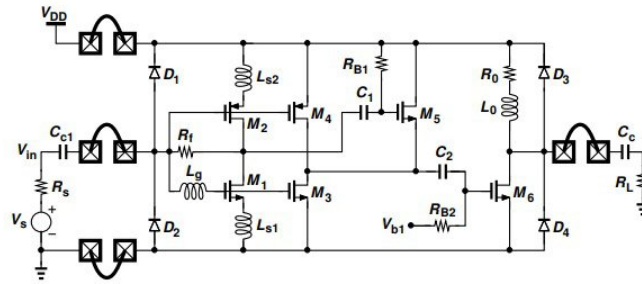 VDD
D1
Ls2
RB1
R0
D3
C1
L0
M2
M4
M5
Cc1
Cc
Vin
Rf
C2
Lg
M1
M3
M6
RL
Rs
Vs
D2
Ls1
Vb1
RB2
D4
+
−